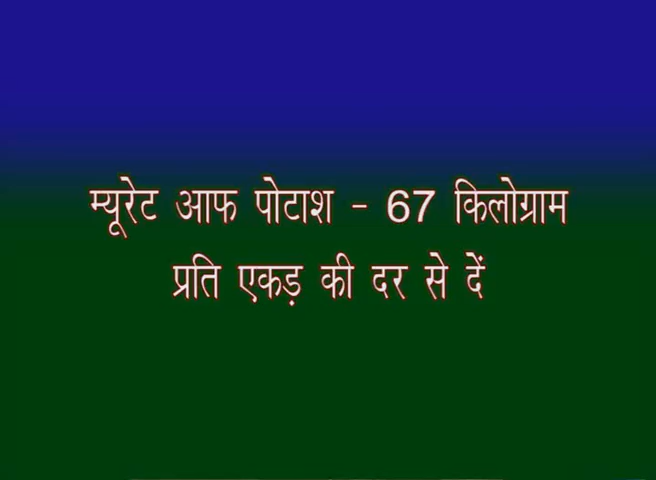 म्यूरेट आफ पोटाश - 67 किलोग्राम
प्रति एकड़ की दर से दें